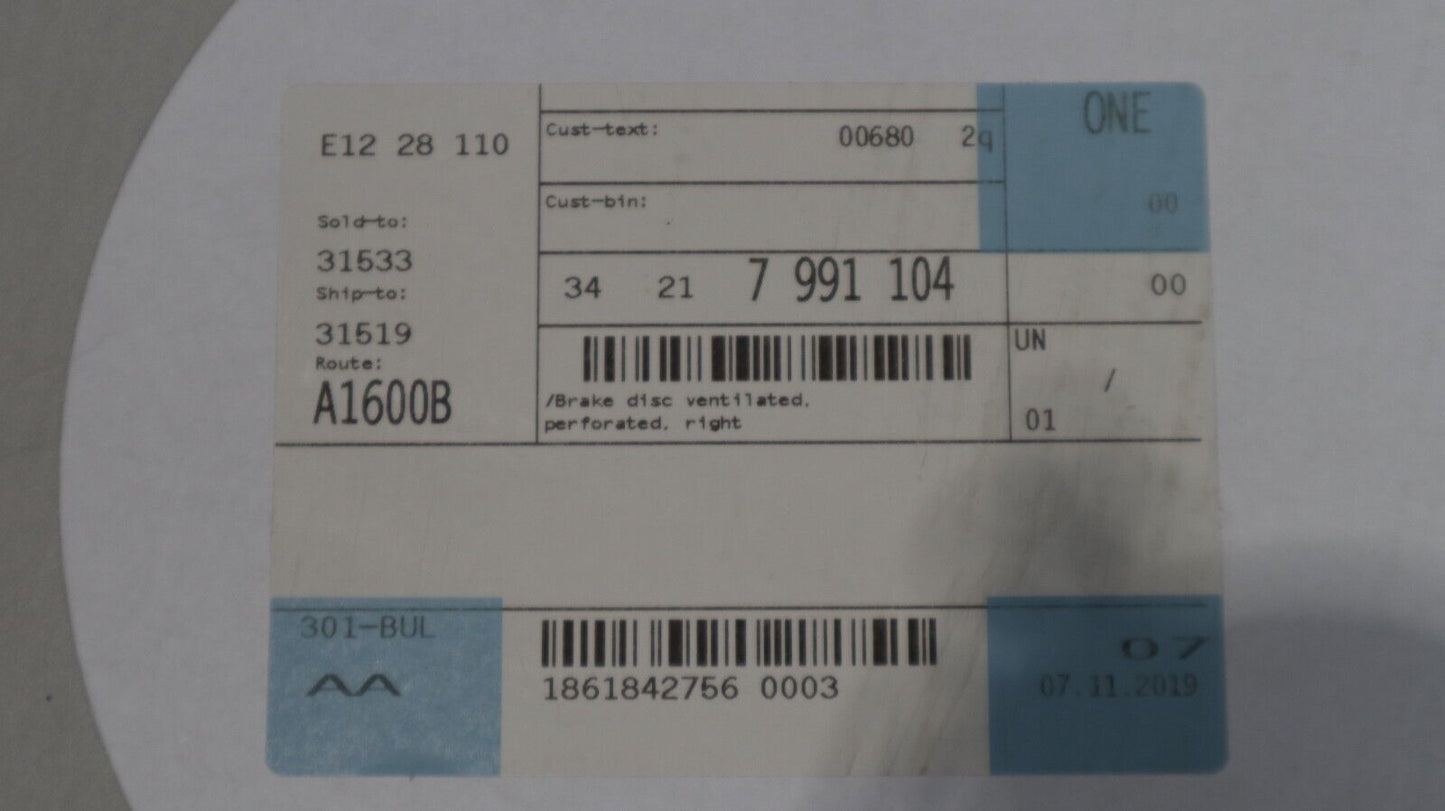 E12 28 110
Sold-to:
31533
Ship-to:
31519
Route:
A1600B
Cust-text: 00680 2q
Cust-bin:
34 21 7 991 104
/Brake disc ventilated,
perforated, right
ONE
00
00
UN
/
01
301-BUL
AA
1861842756 0003
07
07.11.2019